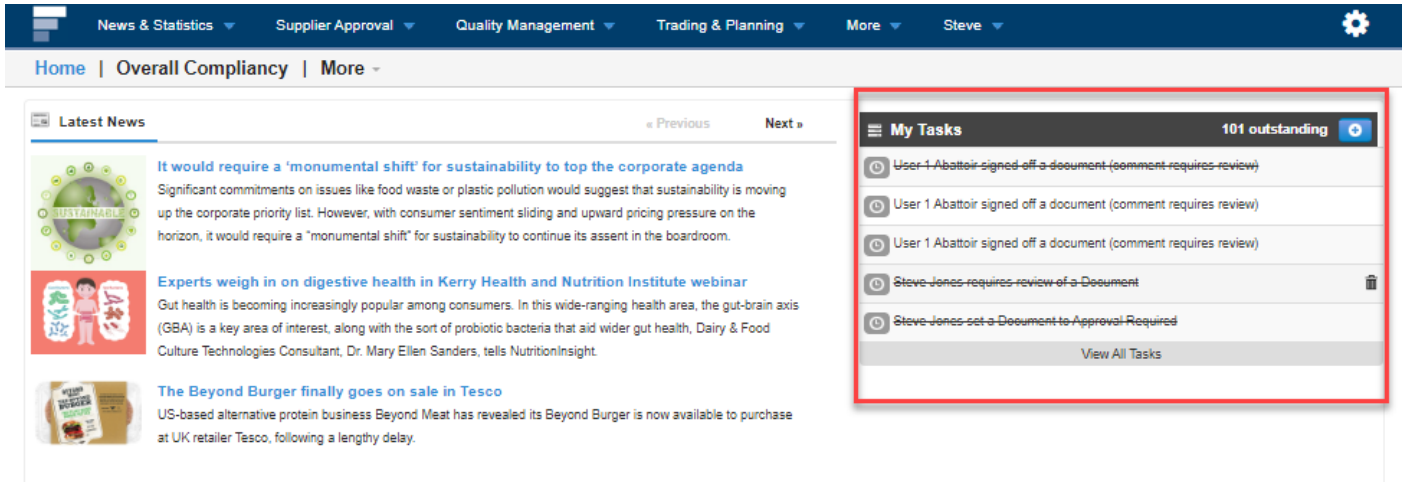 News & Statistics Supplier Approval Quality Management Trading & Planning More Steve
Home | Overall Compliancy | More
Latest News « Previous Next »
It would require a ‘monumental shift’ for sustainability to top the corporate agenda
Significant commitments on issues like food waste or plastic pollution would suggest that sustainability is moving
up the corporate priority list. However, with consumer sentiment sliding and upward pricing pressure on the
horizon, it would require a “monumental shift” for sustainability to continue its assent in the boardroom.
SUSTAINABLE
Experts weigh in on digestive health in Kerry Health and Nutrition Institute webinar
Gut health is becoming increasingly popular among consumers. In this wide-ranging health area, the gut-brain axis
(GBA) is a key area of interest, along with the sort of probiotic bacteria that aid wider gut health, Dairy & Food
Culture Technologies Consultant, Dr. Mary Ellen Sanders, tells NutritionInsight.
The Beyond Burger finally goes on sale in Tesco
US-based alternative protein business Beyond Meat has revealed its Beyond Burger is now available to purchase
at UK retailer Tesco, following a lengthy delay.
BEYOND
BURGER
My Tasks 101 outstanding
User 1 Abattoir signed off a document (comment requires review)
User 1 Abattoir signed off a document (comment requires review)
User 1 Abattoir signed off a document (comment requires review)
Steve Jones requires review of a Document
Steve Jones set a Document to Approval Required
View All Tasks